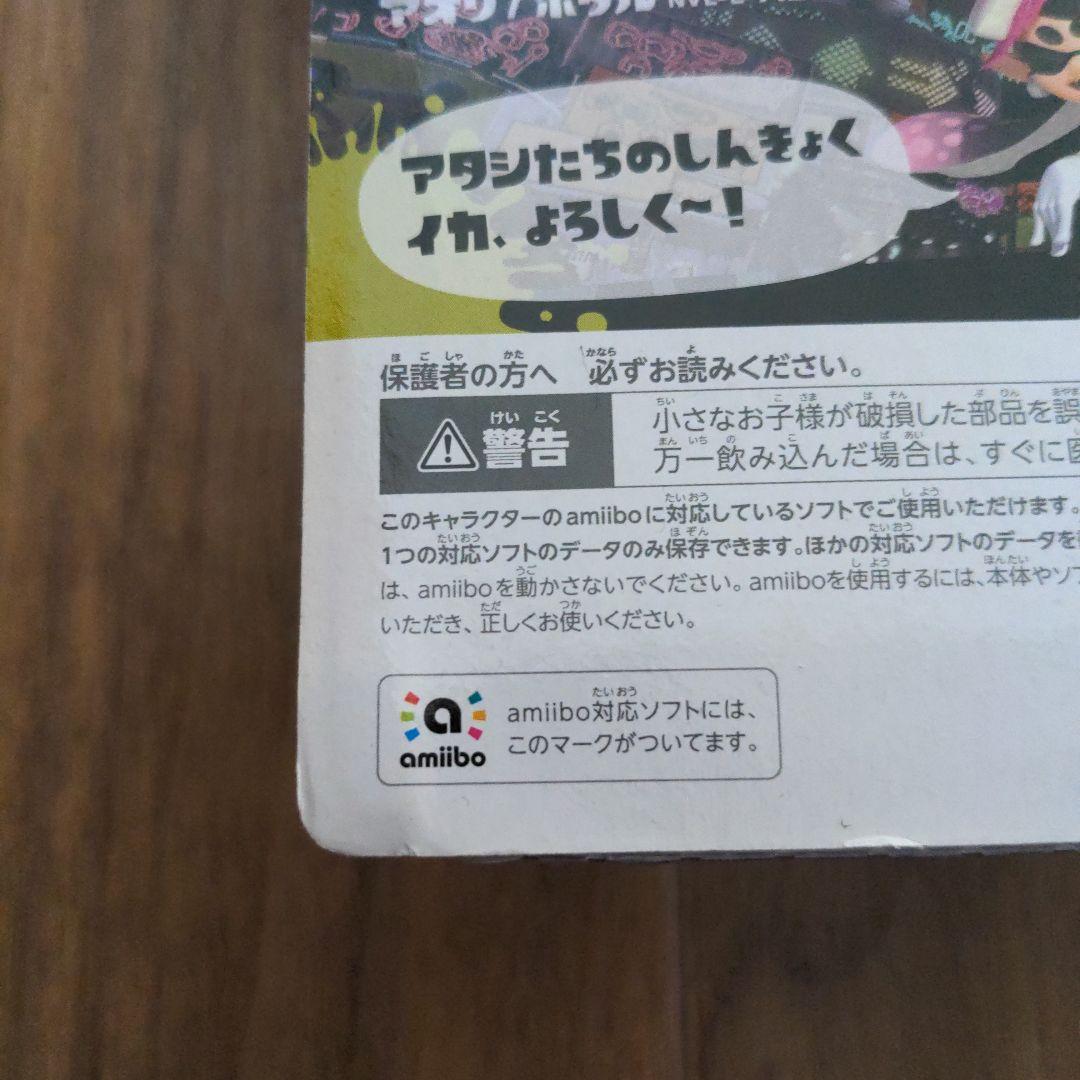 アオリ/ホタル
アタシたちのしんきょく
イカ、よろしく～!
保護者の方へ 必ずお読みください。
警告
小さなお子様が破損した部品を誤
万一飲み込んだ場合は、すぐに医
このキャラクターのamiiboに対応しているソフトでご使用いただけます。
1つの対応ソフトのデータのみ保存できます。ほかの対応ソフトのデータを
は、amiiboを動かさないでください。amiiboを使用するには、本体やソフ
いただき、正しくお使いください。
amiibo対応ソフトには、
このマークがついてます。
a
amiibo